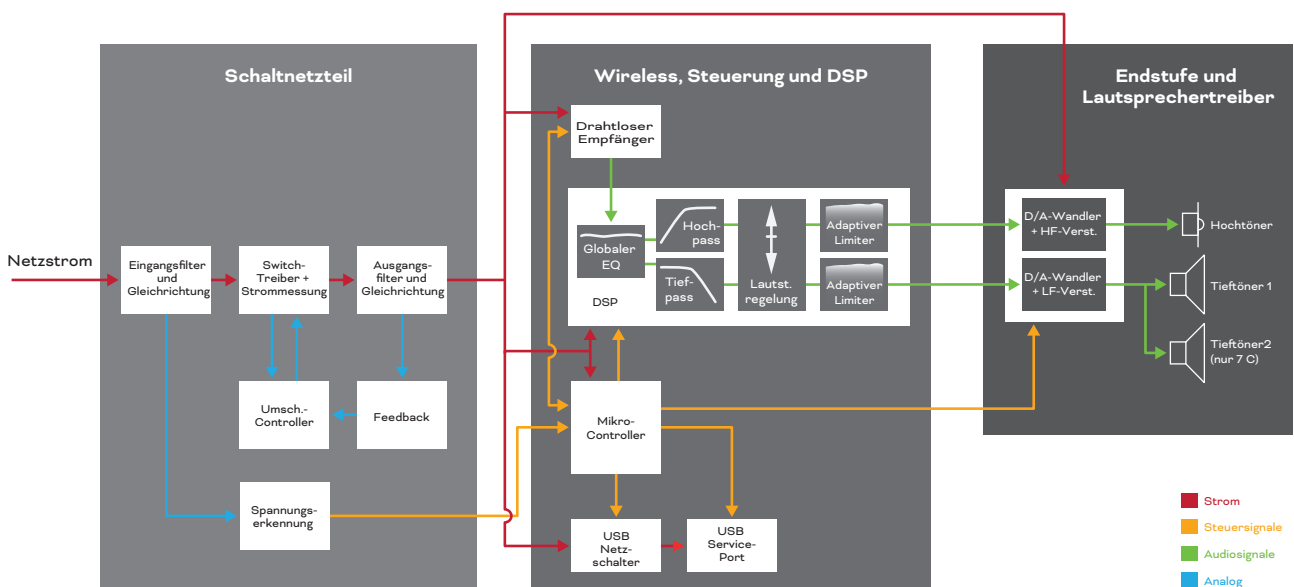 Schaltnetzteil
Wireless, Steuerung und DSP
Endstufe und
Lautsprechertreiber
Netzstrom
Eingangsfilter
und
Gleichrichtung
Switch-
Treiber +
Strommessung
Ausgangs-
filter und
Gleichrichtung
Umsch.-
Controller
Feedback
Spannungs-
erkennung
Drahtloser
Empfänger
Globaler
EQ
DSP
Hoch-
pass
Tief-
pass
Lautst.
regelung
Adaptiver
Limiter
Adaptiver
Limiter
Mikro-
Controller
USB
Netz-
schalter
USB
Service-
Port
D/A-Wandler
+ HF-Verst.
D/A-Wandler
+ LF-Verst.
Hochtöner
Tieftöner 1
Tieftöner2
(nur 7 C)
Strom
Steuersignale
Audiosignale
Analog